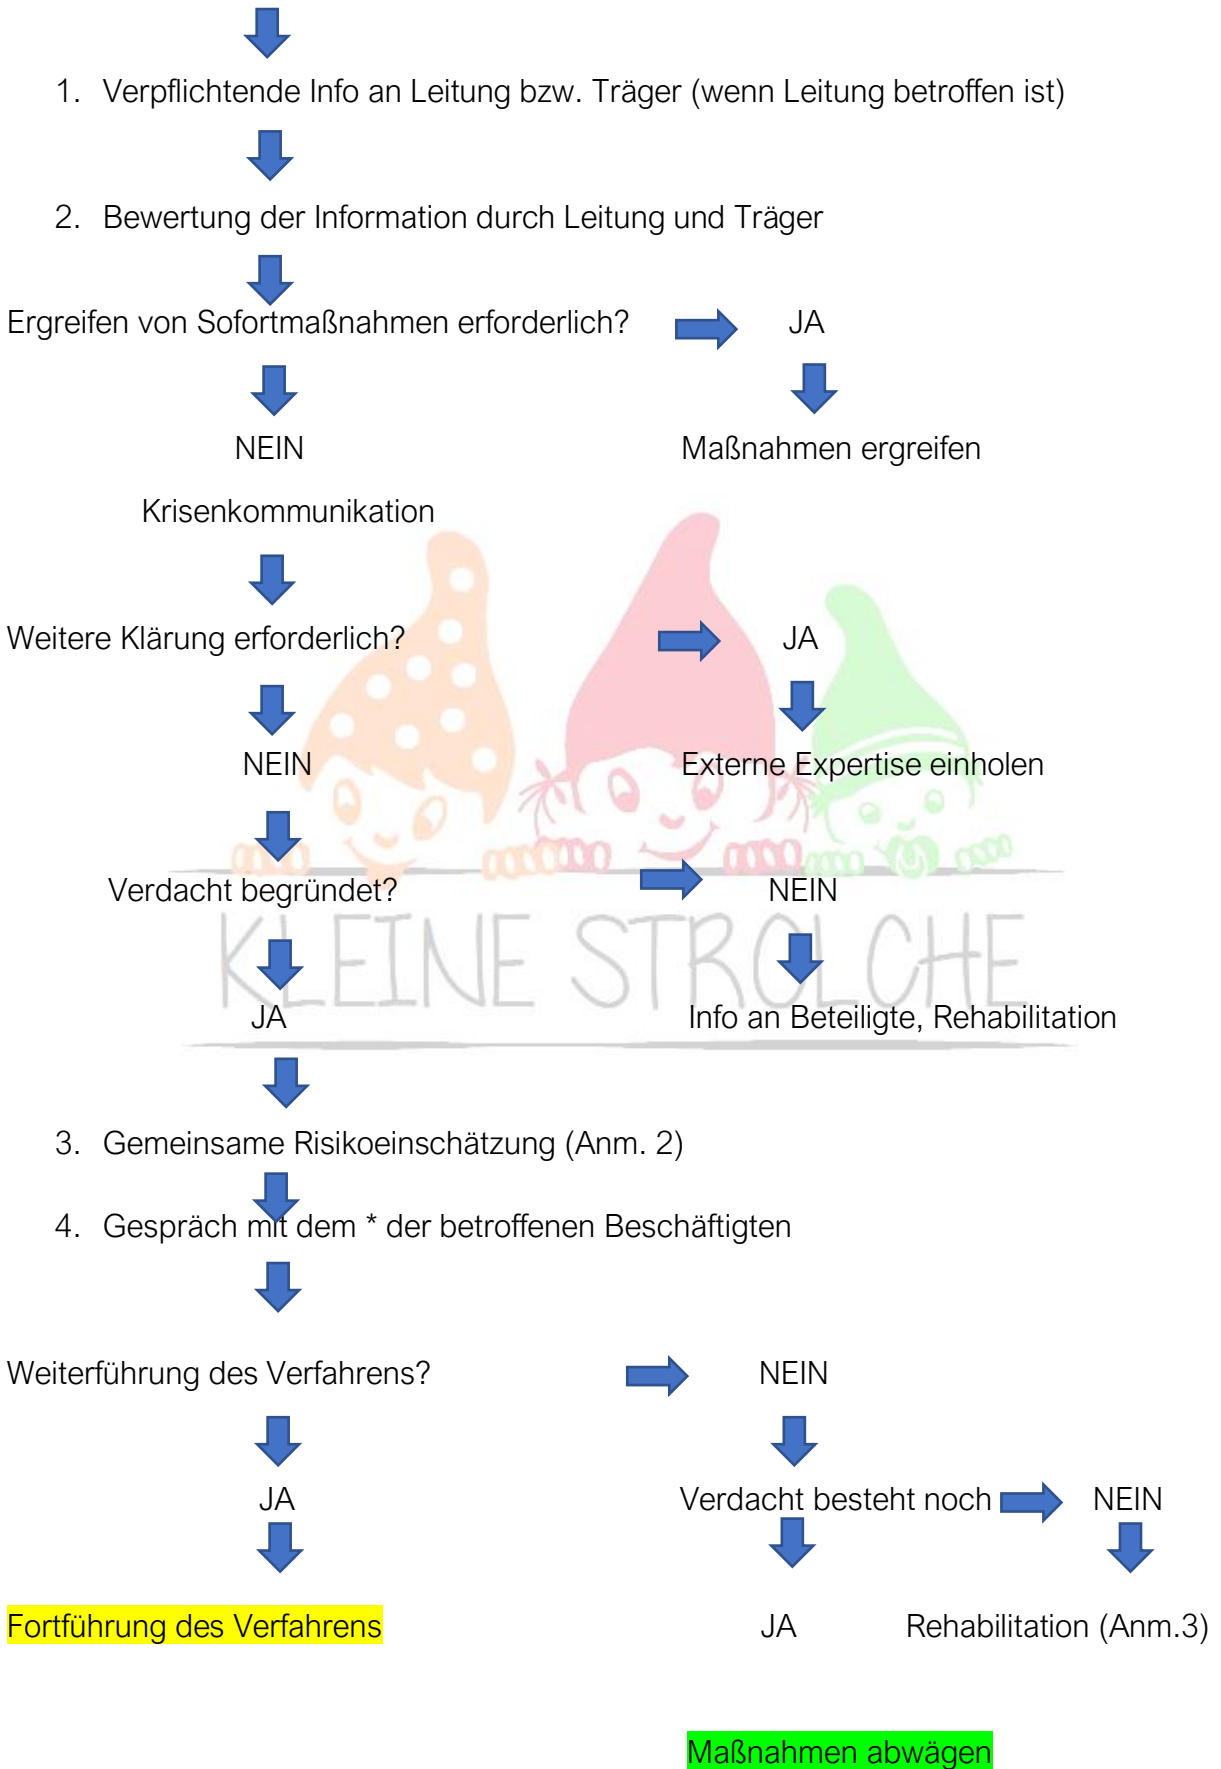 1. Verpflichtende Info an Leitung bzw. Träger (wenn Leitung betroffen ist)
2. Bewertung der Information durch Leitung und Träger
Ergreifen von Sofortmaßnahmen erforderlich? JA
NEIN Maßnahmen ergreifen
Krisenkommunikation
Weitere Klärung erforderlich? JA
NEIN Externe Expertise einholen
Verdacht begründet? NEIN
KLEINE STROLCHE
JA Info an Beteiligte, Rehabilitation
3. Gemeinsame Risikoeinschätzung (Anm. 2)
4. Gespräch mit dem * der betroffenen Beschäftigten
Weiterführung des Verfahrens? NEIN
JA Verdacht besteht noch NEIN
Fortführung des Verfahrens JA Rehabilitation (Anm.3)
Maßnahmen abwägen